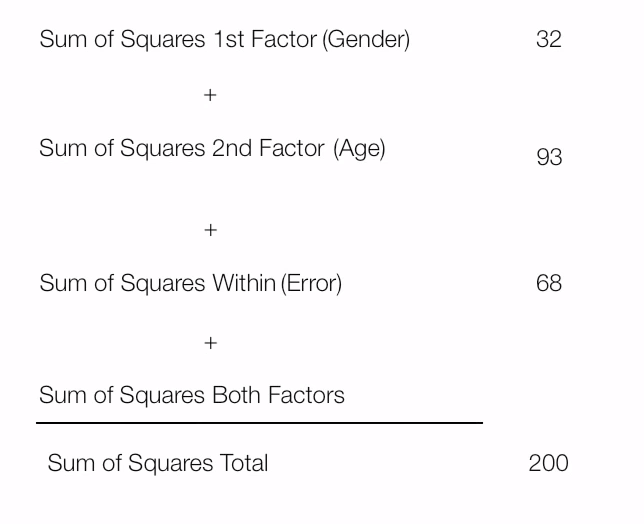 Sum of Squares 1st Factor (Gender) 32
+
Sum of Squares 2nd Factor (Age) 93
+
Sum of Squares Within (Error) 68
+
Sum of Squares Both Factors
Sum of Squares Total 200